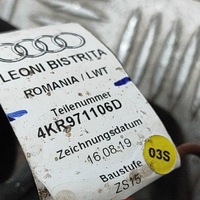 LEONI BISTRITA
ROMANIA / LWT
Teilenummer
4KR971106D
Zeichnungsdatum
16.08.19
Baustufe
ZS15
03S